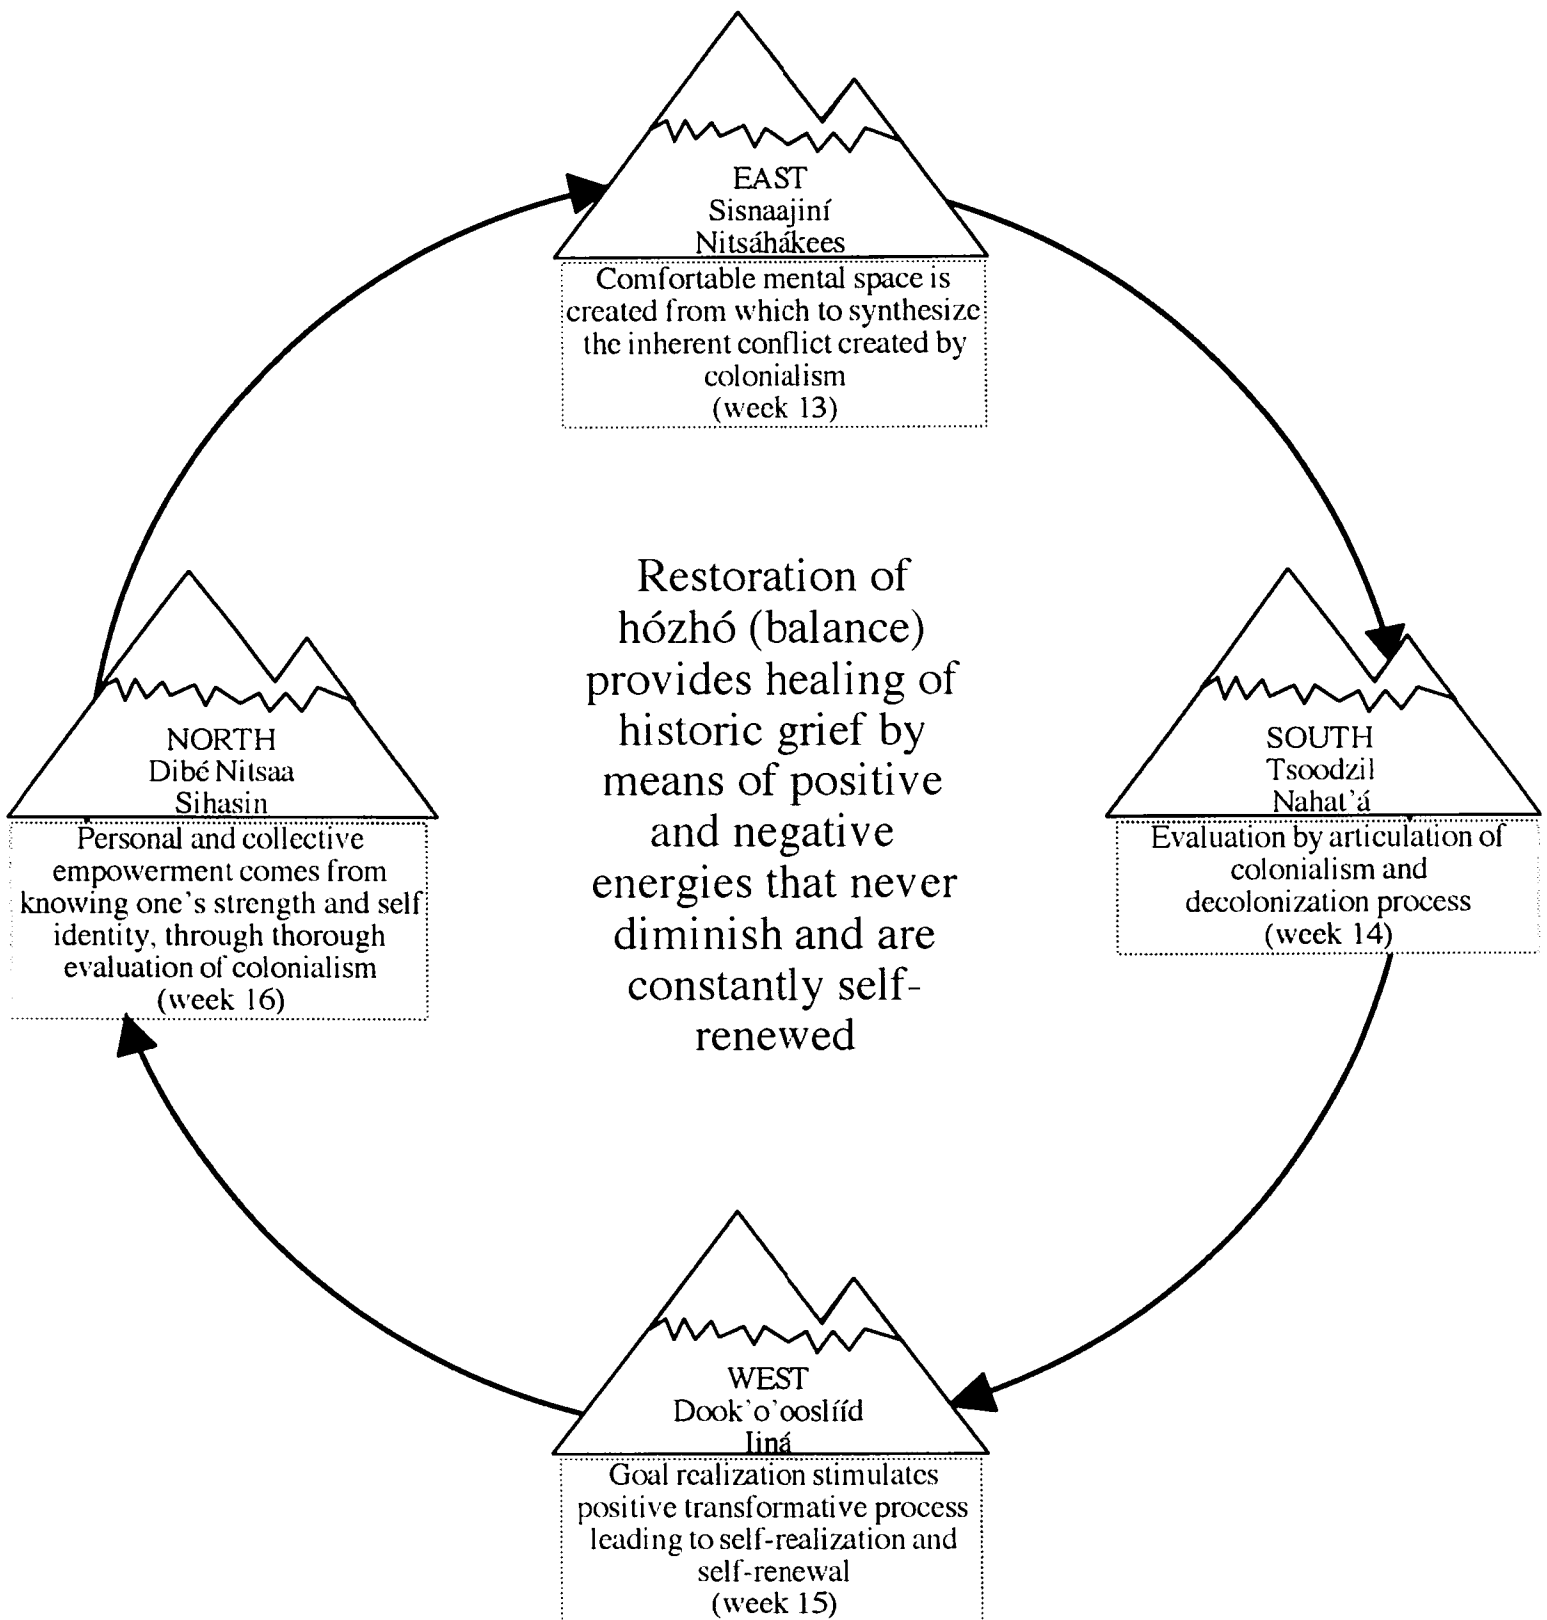 EAST
Sisnaajiní
Nitsáhákees
Comfortable mental space is
created from which to synthesize
the inherent conflict created by
colonialism
(week 13)
Restoration of
hózhó (balance)
provides healing of
historic grief by
means of positive
and negative
energies that never
diminish and are
constantly self-
renewed
NORTH
Dibé Nitsaa
Sihasin
Personal and collective
empowerment comes from
knowing one's strength and self
identity, through thorough
evaluation of colonialism
(week 16)
SOUTH
Tsoodzil
Nahat'á
Evaluation by articulation of
colonialism and
decolonization process
(week 14)
WEST
Dook'o'ooslííd
Iiná
Goal realization stimulates
positive transformative process
leading to self-realization and
self-renewal
(week 15)